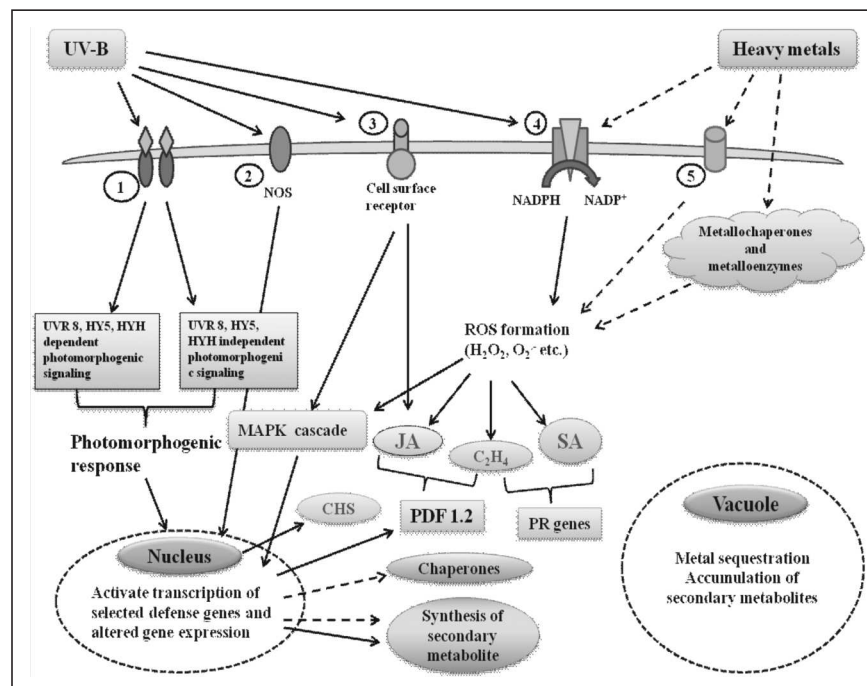 UV-B
Heavy metals
3
4
1
2
5
NOS
Cell surface
receptor
NADPH
NADP⁺
Metallochaperones
and
metalloenzymes
UVR 8, HY5, HYH
dependent
photomorphogenic
signaling
UVR 8, HY5,
HYH independent
photomorphogeni
c signaling
ROS formation
(H₂O₂, O₂·⁻ etc.)
Photomorphogenic
response
MAPK cascade
JA
C₂H₄
SA
CHS
PDF 1.2
PR genes
Nucleus
Activate transcription of
selected defense genes and
altered gene expression
Chaperones
Synthesis of
secondary
metabolite
Vacuole
Metal sequestration
Accumulation of
secondary metabolites